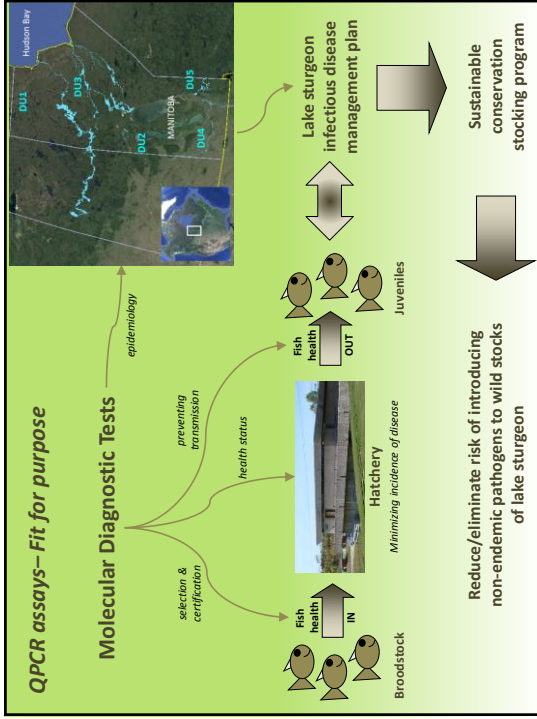 QPCR assays– Fit for purpose
Molecular Diagnostic Tests
epidemiology
selection &
certification
health status
preventing
transmission
Hudson Bay
DU1
DU3
DU2
MANITOBA
DU4
DU5
Broodstock
Fish
health
IN
Hatchery
Minimizing incidence of disease
Fish
health
OUT
Juveniles
Lake sturgeon
infectious disease
management plan
Sustainable
conservation
stocking program
Reduce/eliminate risk of introducing
non-endemic pathogens to wild stocks
of lake sturgeon